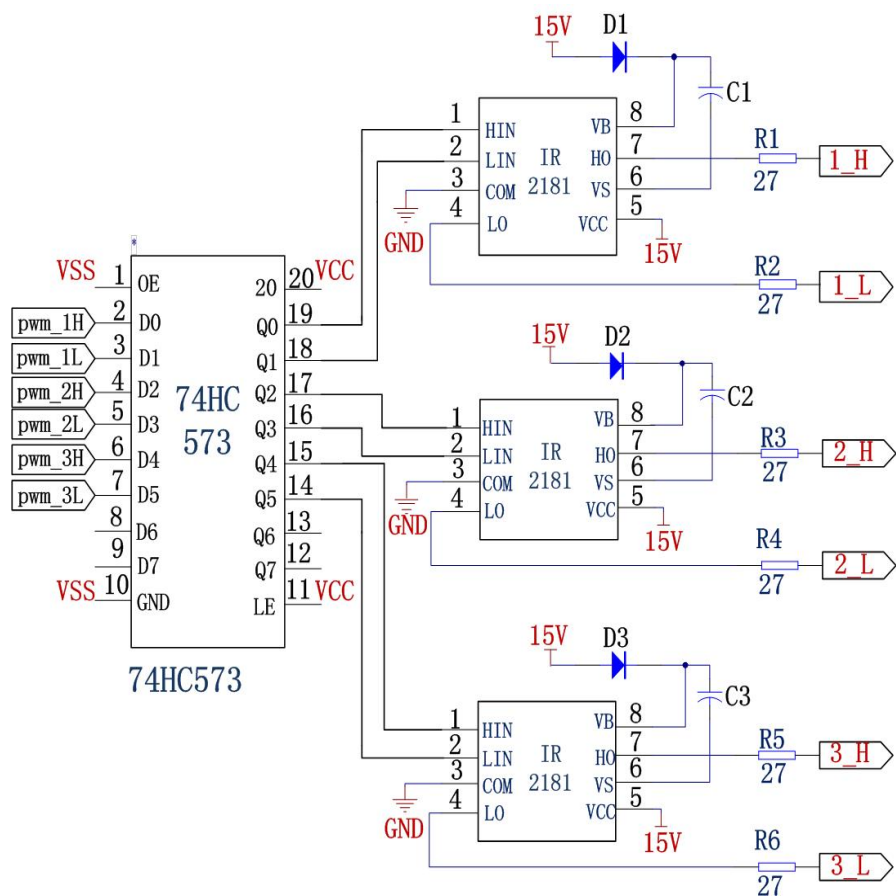 15V
D1
C1
1
HIN
VB
8
2
LIN
IR
HO
7
R1
1_H
3
COM
2181
VS
6
27
4
LO
VCC
5
GND
15V
R2
1_L
27
*
VSS
1
OE
20
20
VCC
pwm_1H
2
D0
Q0
19
pwm_1L
3
D1
Q1
18
pwm_2H
4
D2
74HC
Q2
17
pwm_2L
5
D3
573
Q3
16
pwm_3H
6
D4
Q4
15
pwm_3L
7
D5
Q5
14
8
D6
Q6
13
9
D7
Q7
12
VSS
10
GND
LE
11
VCC
74HC573
15V
D2
C2
1
HIN
VB
8
2
LIN
IR
HO
7
R3
2_H
3
COM
2181
VS
6
27
4
LO
VCC
5
GND
15V
R4
2_L
27
15V
D3
C3
1
HIN
VB
8
2
LIN
IR
HO
7
R5
3_H
3
COM
2181
VS
6
27
4
LO
VCC
5
GND
15V
R6
3_L
27